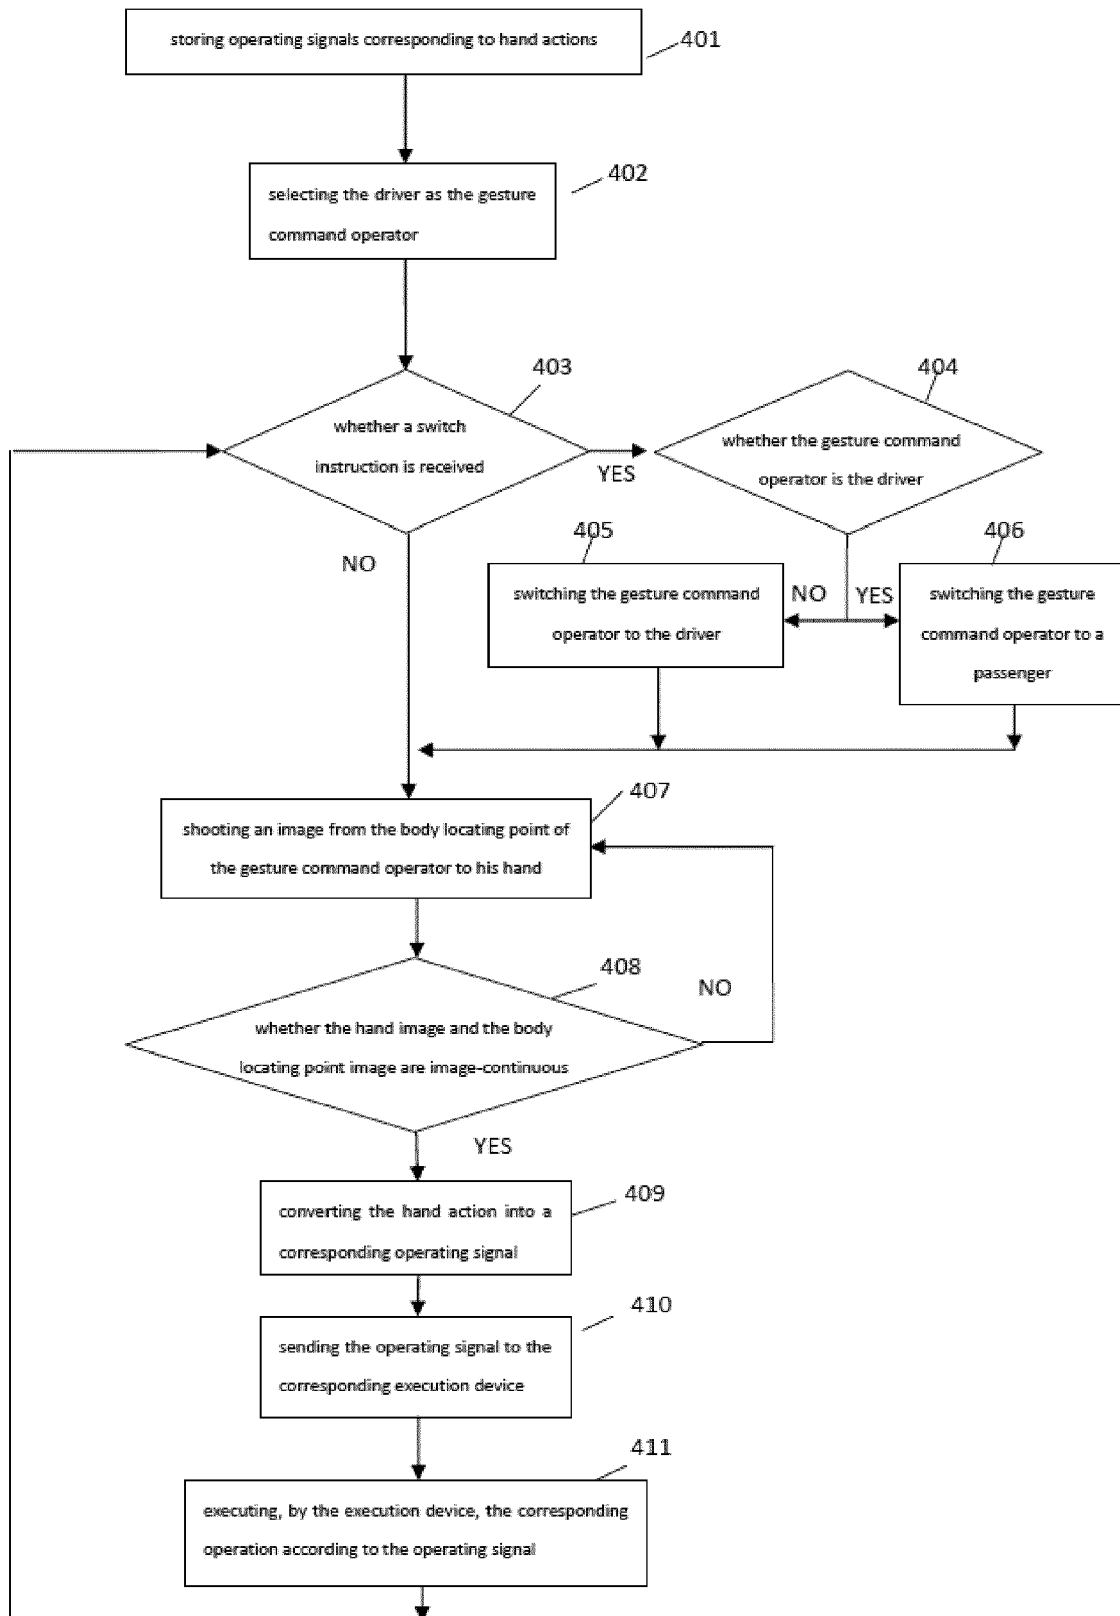 storing operating signals corresponding to hand actions
401
selecting the driver as the gesture
command operator
402
403
whether a switch
instruction is received
YES
NO
404
whether the gesture command
operator is the driver
405
switching the gesture command
operator to the driver
NO
YES
406
switching the gesture
command operator to a
passenger
407
shooting an image from the body locating point of
the gesture command operator to his hand
408
whether the hand image and the body
locating point image are image-continuous
NO
YES
409
converting the hand action into a
corresponding operating signal
410
sending the operating signal to the
corresponding execution device
411
executing, by the execution device, the corresponding
operation according to the operating signal